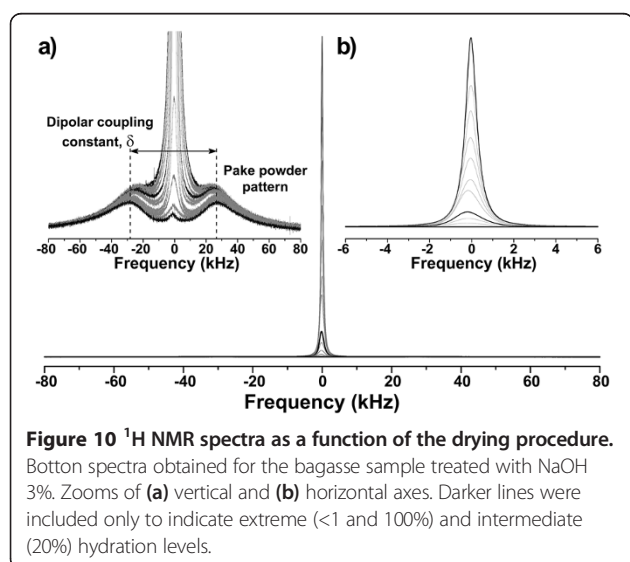 a)
b)
Dipolar coupling
constant, δ
Pake powder
pattern
-80 -60 -40 -20 0 20 40 60 80
Frequency (kHz)
-6 -4 -2 0 2 4 6
Frequency (kHz)
-80 -60 -40 -20 0 20 40 60 80
Frequency (kHz)
Figure 10 ¹H NMR spectra as a function of the drying procedure.
Botton spectra obtained for the bagasse sample treated with NaOH
3%. Zooms of (a) vertical and (b) horizontal axes. Darker lines were
included only to indicate extreme (<1 and 100%) and intermediate
(20%) hydration levels.